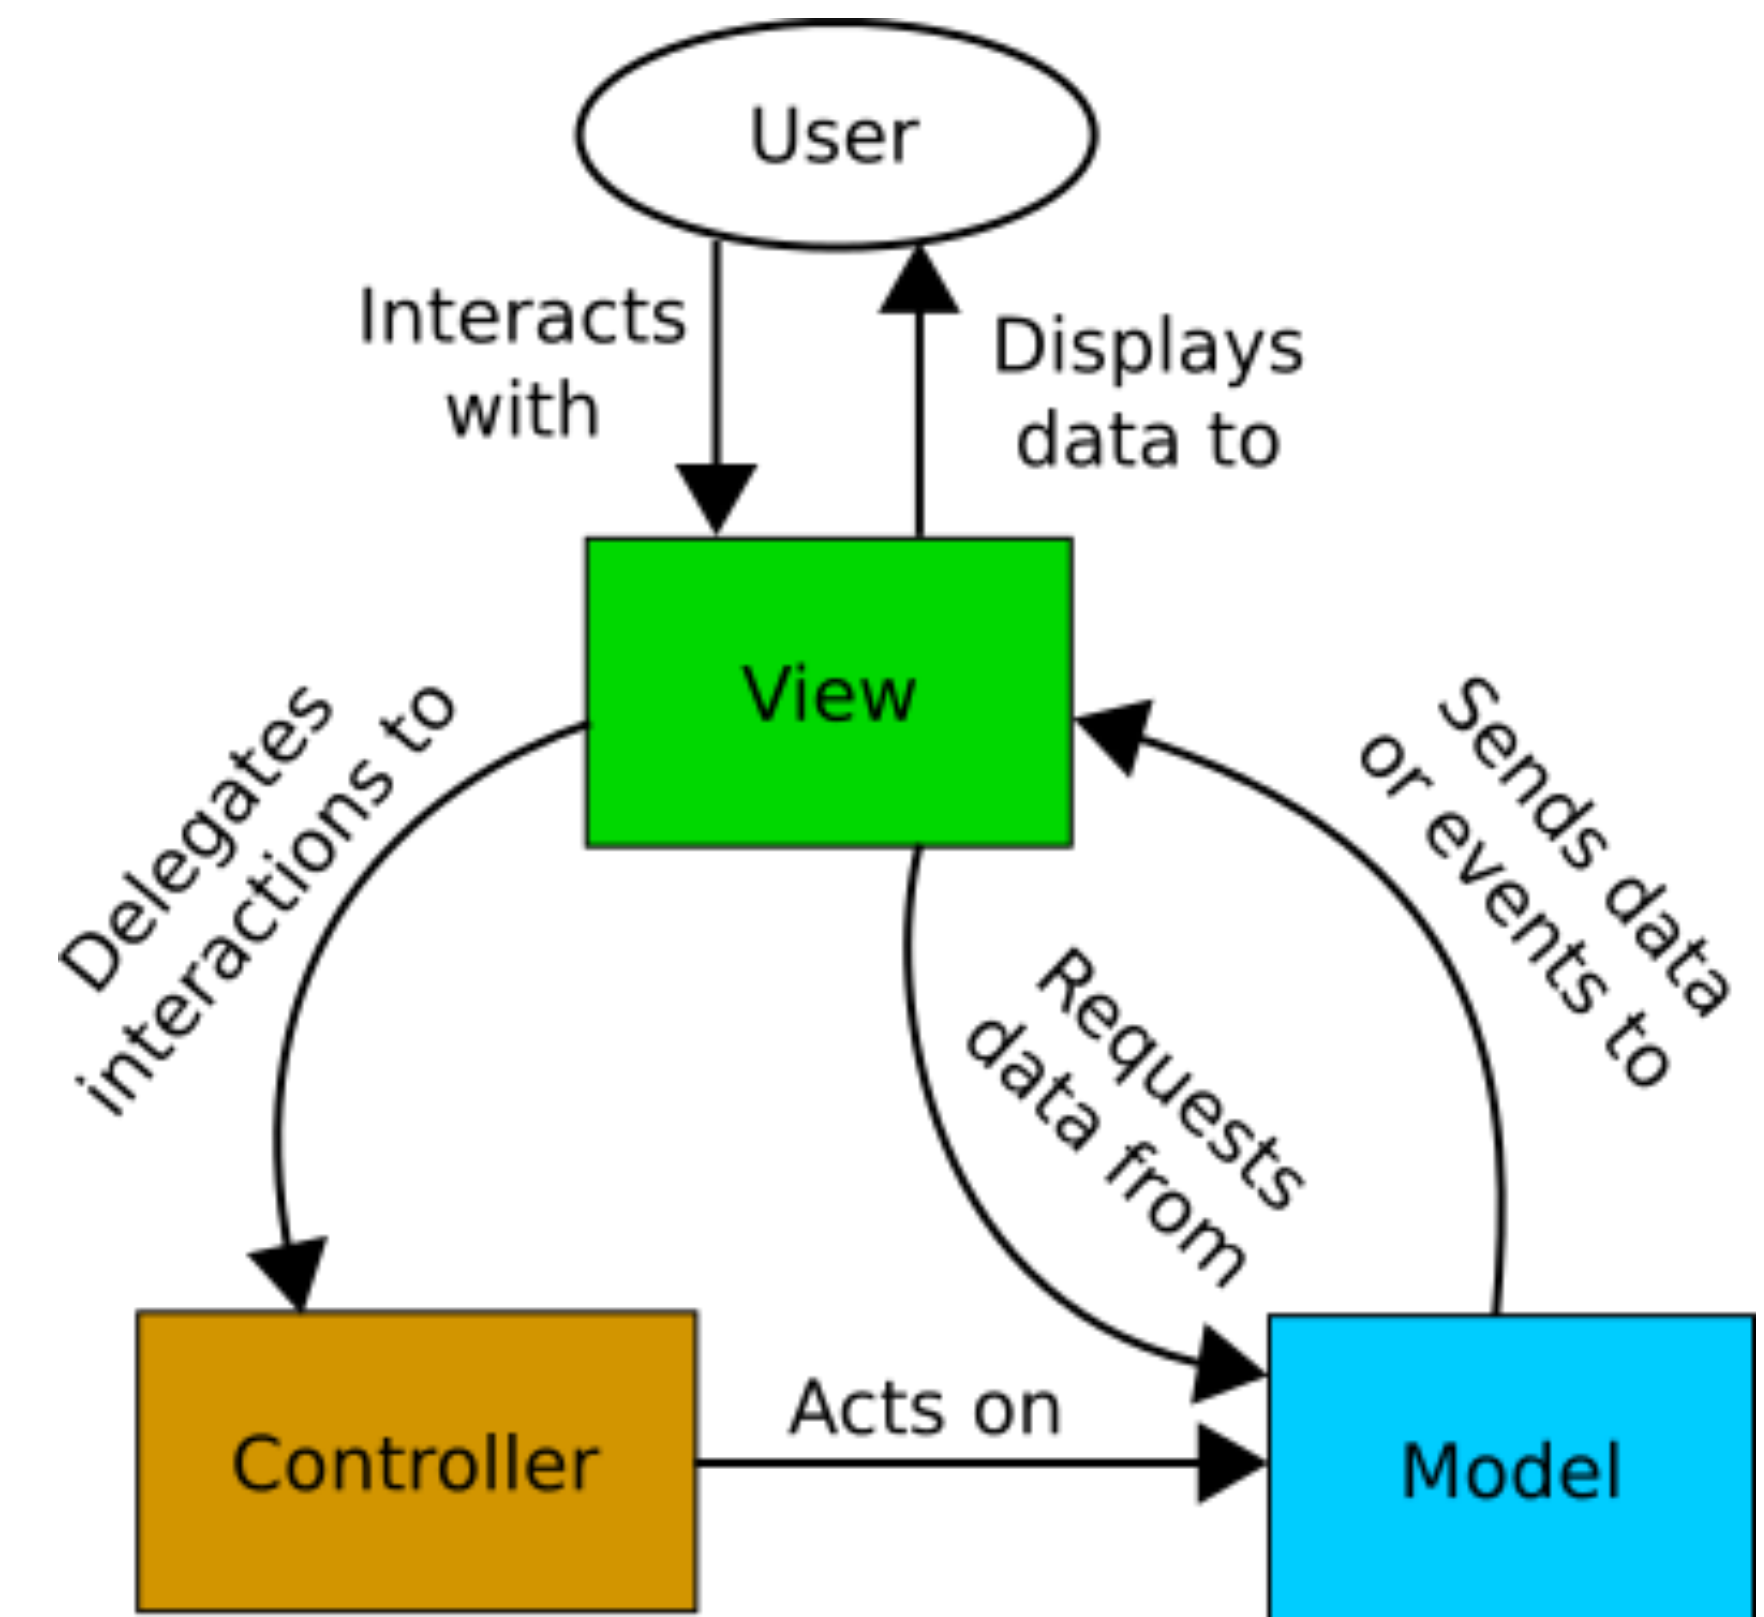 User
Interacts
with
Displays
data to
View
Delegates
interactions to
Sends data
or events to
Requests
data from
Acts on
Controller
Model